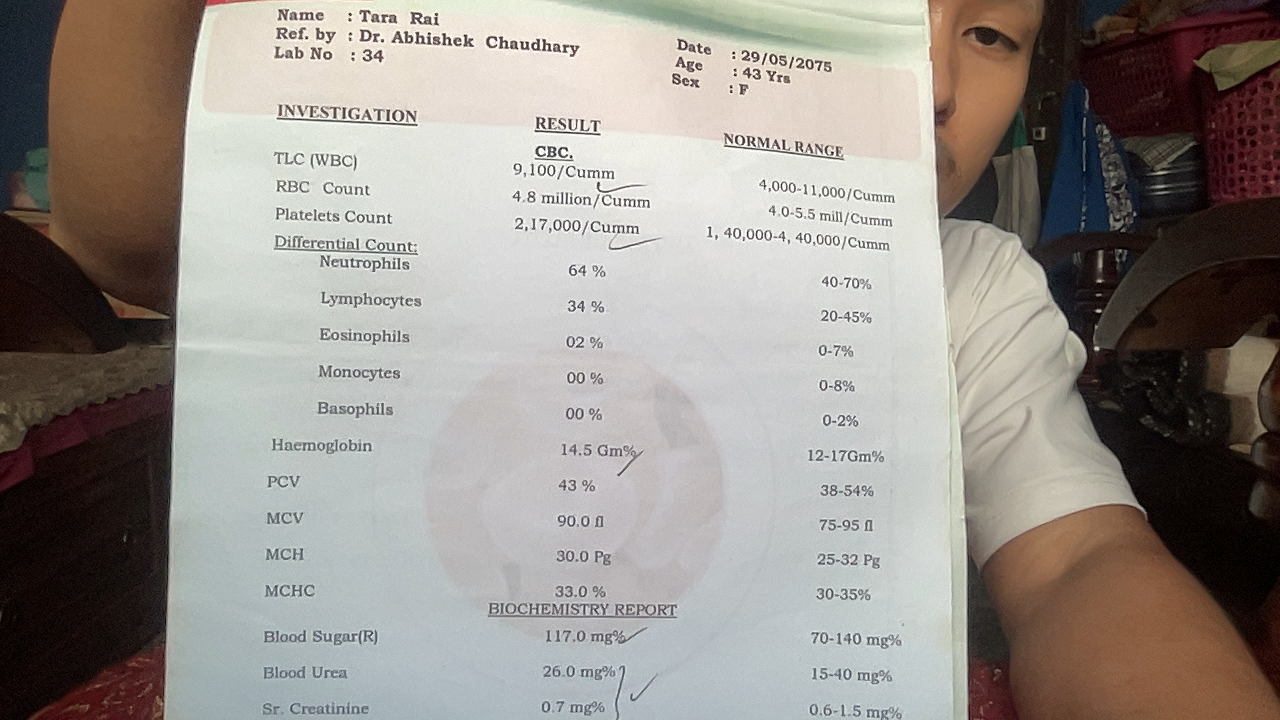 Name : Tara Rai
Ref. by : Dr. Abhishek Chaudhary
Lab No : 34
Date : 29/05/2075
Age : 43 Yrs
Sex : F
INVESTIGATION RESULT NORMAL RANGE
CBC.
TLC (WBC) 9,100/Cumm 4,000-11,000/Cumm
RBC Count 4.8 million/Cumm 4.0-5.5 mill/Cumm
Platelets Count 2,17,000/Cumm 1, 40,000-4, 40,000/Cumm
Differential Count:
Neutrophils 64 % 40-70%
Lymphocytes 34 % 20-45%
Eosinophils 02 % 0-7%
Monocytes 00 % 0-8%
Basophils 00 % 0-2%
Haemoglobin 14.5 Gm% 12-17Gm%
PCV 43 % 38-54%
MCV 90.0 fl 75-95 fl
MCH 30.0 Pg 25-32 Pg
MCHC 33.0 % 30-35%
BIOCHEMISTRY REPORT
Blood Sugar(R) 117.0 mg% 70-140 mg%
Blood Urea 26.0 mg% 15-40 mg%
Sr. Creatinine 0.7 mg% 0.6-1.5 mg%